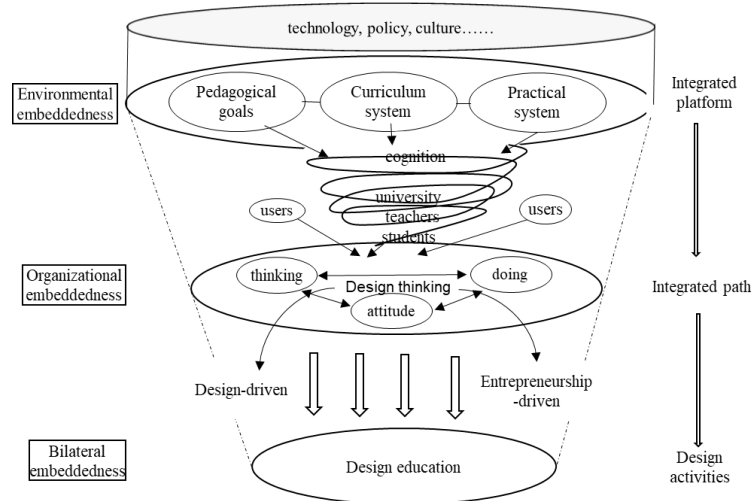 technology, policy, culture……
Environmental
embeddedness
Pedagogical
goals
Curriculum
system
Practical
system
Integrated
platform
cognition
university
teachers
students
users
users
Organizational
embeddedness
thinking
doing
Design thinking
attitude
Integrated path
Design-driven
Entrepreneurship
-driven
Bilateral
embeddedness
Design education
Design
activities